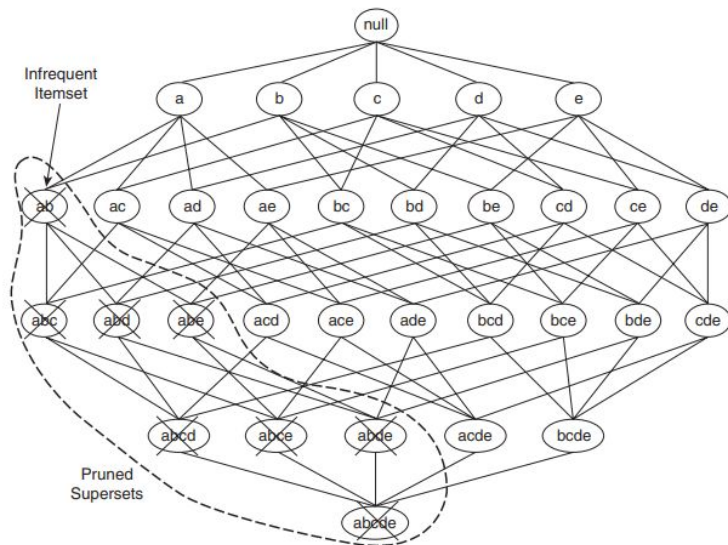 null
Infrequent
Itemset
a
b
c
d
e
ab
ac
ad
ae
bc
bd
be
cd
ce
de
abc
abd
abe
acd
ace
ade
bcd
bce
bde
cde
abcd
abce
abde
acde
bcde
Pruned
Supersets
abcde